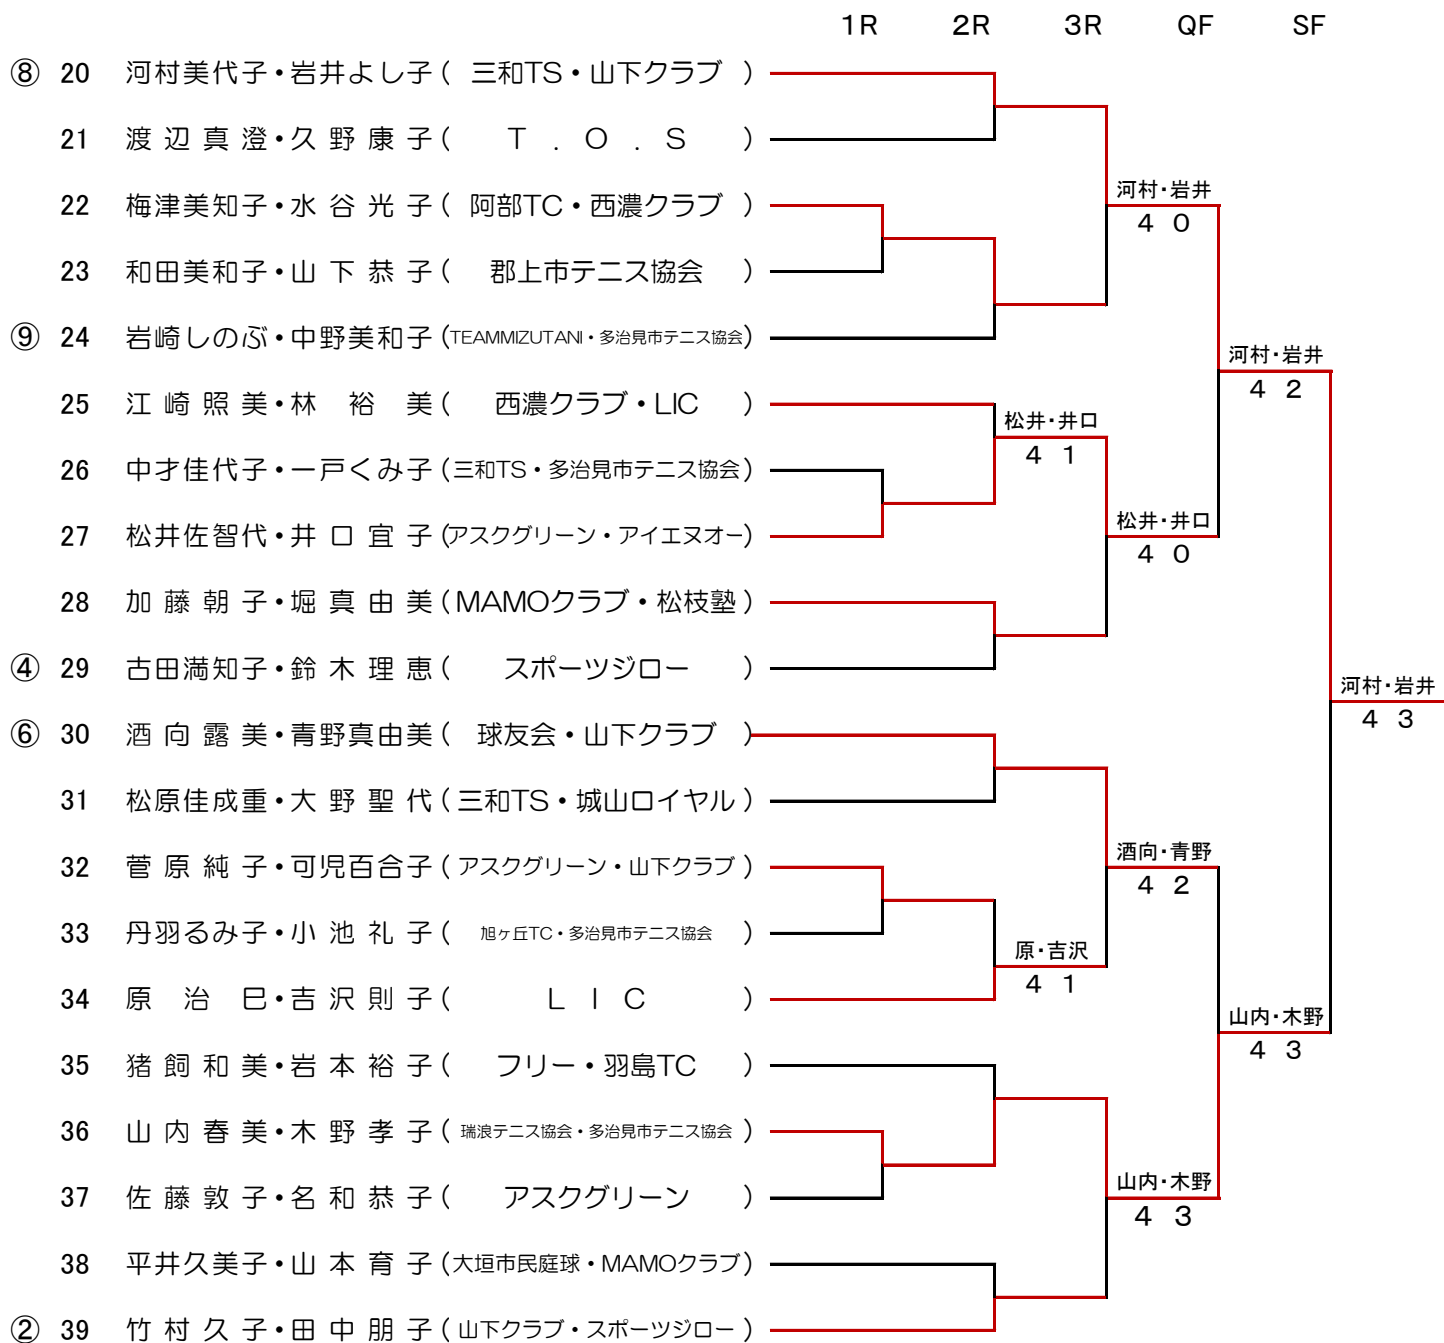 1R 2R 3R QF SF
⑧ 20 河村美代子・岩井よし子 ( 三和TS・山下クラブ )
21 渡辺真澄・久野康子 ( T.O.S )
河村・岩井
22 梅津美知子・水谷光子 ( 阿部TC・西濃クラブ )
4 0
23 和田美和子・山下恭子 ( 郡上市テニス協会 )
⑨ 24 岩崎しのぶ・中野美和子 (TEAMMIZUTANI・多治見市テニス協会)
河村・岩井
4 2
25 江崎照美・林裕美 ( 西濃クラブ・LIC )
松井・井口
4 1
26 中才佳代子・一戸くみ子 (三和TS・多治見市テニス協会)
松井・井口
27 松井佐智代・井口宜子 (アスクグリーン・アイエヌオー)
4 0
28 加藤朝子・堀真由美 (MAMOクラブ・松枝塾)
④ 29 古田満知子・鈴木理恵 ( スポーツジロー )
河村・岩井
4 3
⑥ 30 酒向露美・青野真由美 ( 球友会・山下クラブ )
31 松原佳成重・大野聖代 (三和TS・城山ロイヤル)
酒向・青野
32 菅原純子・可児百合子 (アスクグリーン・山下クラブ)
4 2
33 丹羽るみ子・小池礼子 ( 旭ヶ丘TC・多治見市テニス協会 )
原・吉沢
4 1
34 原治巳・吉沢則子 ( LIC )
山内・木野
4 3
35 猪飼和美・岩本裕子 ( フリー・羽島TC )
36 山内春美・木野孝子 ( 瑞浪テニス協会・多治見市テニス協会 )
山内・木野
37 佐藤敦子・名和恭子 ( アスクグリーン )
4 3
38 平井久美子・山本育子 (大垣市民庭球・MAMOクラブ)
② 39 竹村久子・田中朋子 (山下クラブ・スポーツジロー)